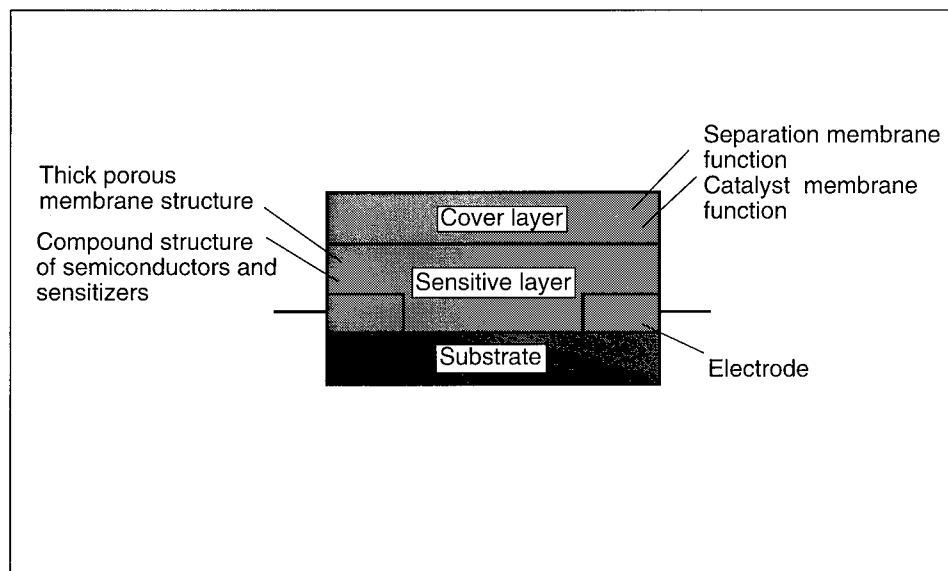 Separation membrane
function
Catalyst membrane
function
Thick porous
membrane structure
Compound structure
of semiconductors and
sensitizers
Cover layer
Sensitive layer
Substrate
Electrode